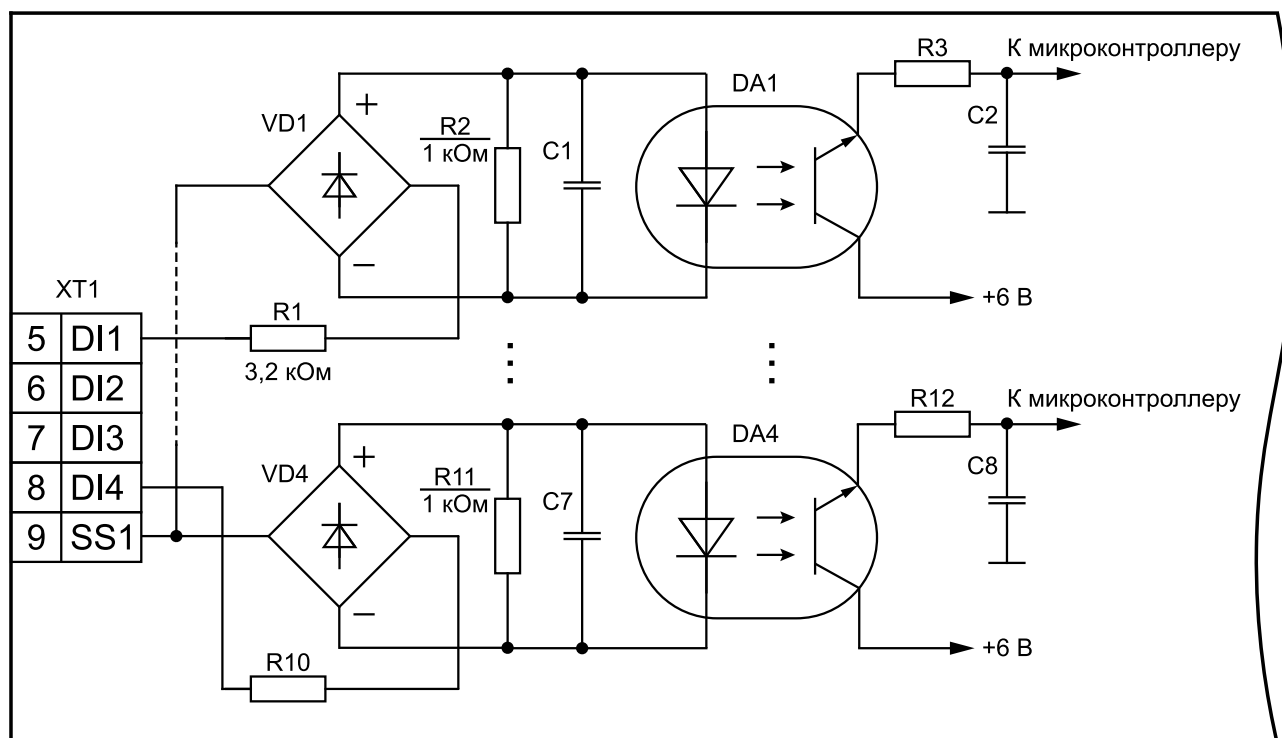 R3
К микроконтроллеру
DA1
VD1
+
R2
1 кОм
C1
C2
−
+6 В
XT1
R1
3,2 кОм
5 DI1
6 DI2
7 DI3
8 DI4
9 SS1
R12
К микроконтроллеру
DA4
VD4
+
R11
1 кОм
C7
C8
−
+6 В
R10